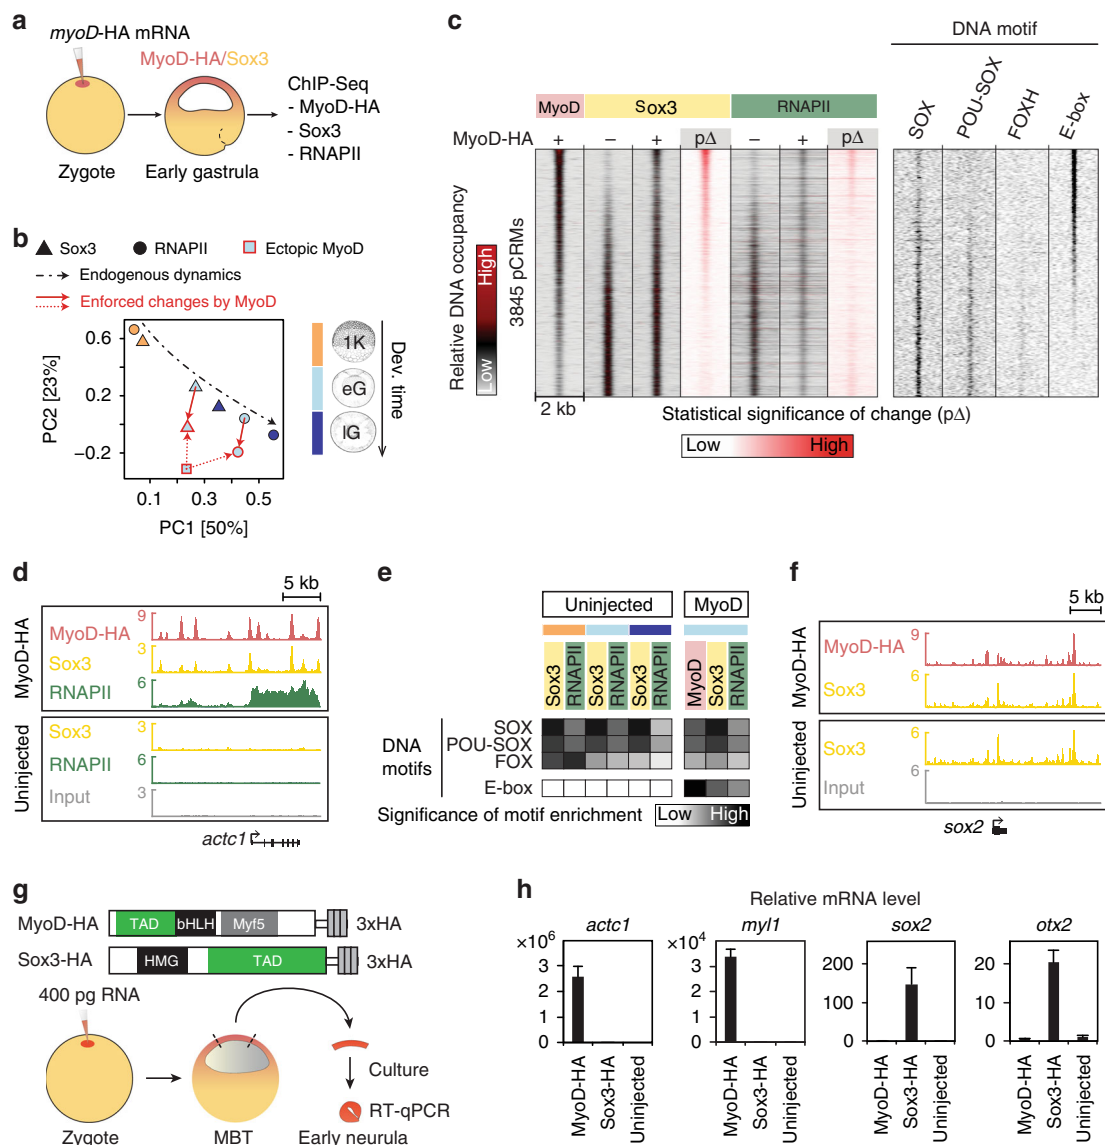 a
myoD-HA mRNA
MyoD-HA/Sox3
ChIP-Seq
- MyoD-HA
- Sox3
- RNAPII
Zygote
Early gastrula
b
Sox3
RNAPII
Ectopic MyoD
Endogenous dynamics
Enforced changes by MyoD
PC2 [23%]
0.6
0.2
−0.2
0.1
0.3
0.5
PC1 [50%]
1K
eG
lG
Dev. time
c
DNA motif
MyoD
Sox3
RNAPII
SOX
POU-SOX
FOXH
E-box
MyoD-HA
+
−
+
pΔ
−
+
pΔ
Relative DNA occupancy
High
Low
3845 pCRMs
2 kb
Statistical significance of change (pΔ)
Low
High
d
5 kb
MyoD-HA
9
MyoD-HA
3
Sox3
6
RNAPII
Uninjected
3
Sox3
6
RNAPII
3
Input
actc1
e
Uninjected
MyoD
Sox3
RNAPII
Sox3
RNAPII
Sox3
RNAPII
MyoD
Sox3
RNAPII
DNA
motifs
SOX
POU-SOX
FOX
E-box
Significance of motif enrichment
Low
High
f
5 kb
MyoD-HA
9
MyoD-HA
6
Sox3
Uninjected
6
Sox3
6
Input
sox2
g
MyoD-HA
TAD
bHLH
Myf5
3xHA
Sox3-HA
HMG
TAD
3xHA
400 pg RNA
Culture
RT-qPCR
Zygote
MBT
Early neurula
h
Relative mRNA level
actc1
×10⁶
3
2
1
0
MyoD-HA
Sox3-HA
Uninjected
myl1
×10⁴
4
3
2
1
0
MyoD-HA
Sox3-HA
Uninjected
sox2
200
100
0
MyoD-HA
Sox3-HA
Uninjected
otx2
20
10
0
MyoD-HA
Sox3-HA
Uninjected